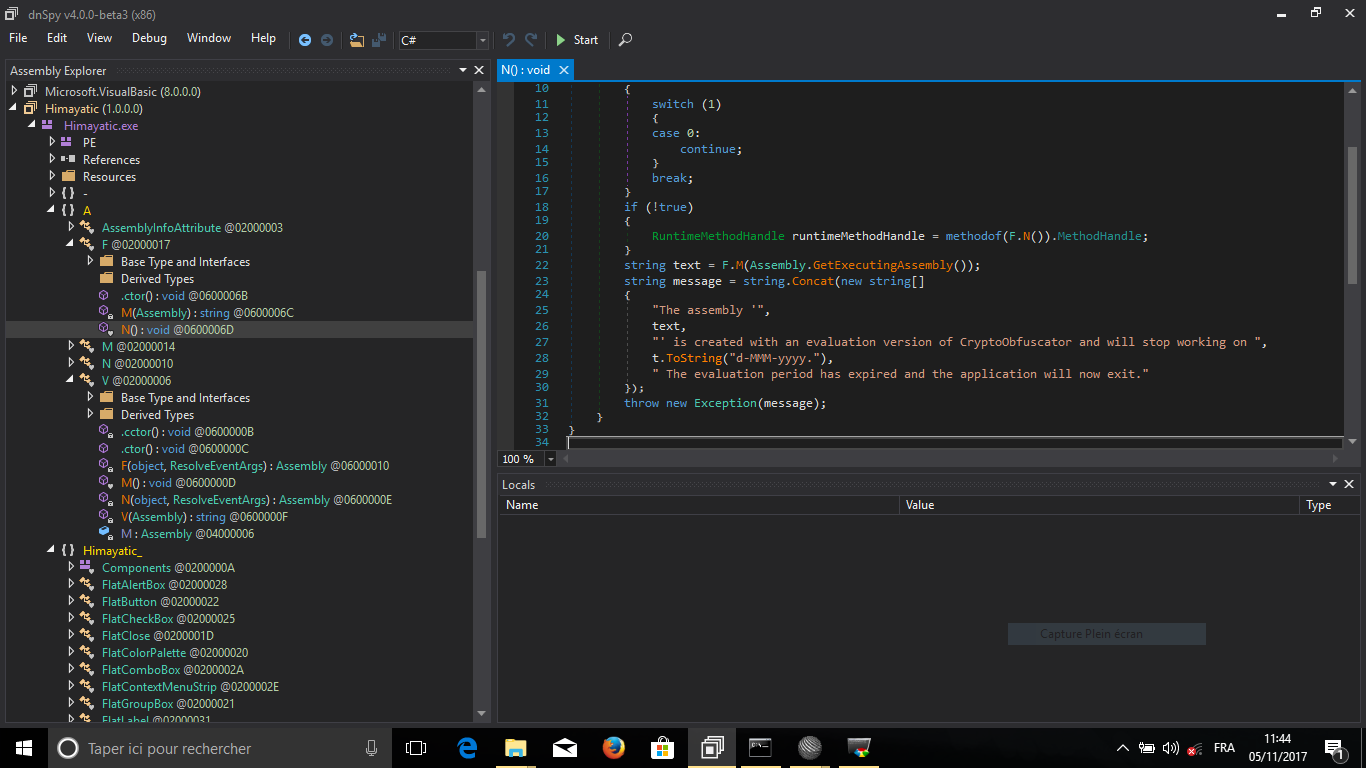 dnSpy v4.0.0-beta3 (x86)
File Edit View Debug Window Help C# Start
Assembly Explorer
Microsoft.VisualBasic (8.0.0.0)
Himayatic (1.0.0.0)
Himayatic.exe
PE
References
Resources
{ } -
{ } A
AssemblyInfoAttribute @02000003
F @02000017
Base Type and Interfaces
Derived Types
.ctor() : void @0600006B
M(Assembly) : string @0600006C
N() : void @0600006D
M @02000014
N @02000010
V @02000006
Base Type and Interfaces
Derived Types
.cctor() : void @0600000B
.ctor() : void @0600000C
F(object, ResolveEventArgs) : Assembly @06000010
M() : void @0600000D
N(object, ResolveEventArgs) : Assembly @0600000E
V(Assembly) : string @0600000F
M : Assembly @04000006
{ } Himayatic_
Components @0200000A
FlatAlertBox @02000028
FlatButton @02000022
FlatCheckBox @02000025
FlatClose @0200001D
FlatColorPalette @02000020
FlatComboBox @0200002A
FlatContextMenuStrip @0200002E
FlatGroupBox @02000021
FlatLabel @02000031
N() : void
10 {
11 switch (1)
12 {
13 case 0:
14 continue;
15 }
16 break;
17 }
18 if (!true)
19 {
20 RuntimeMethodHandle runtimeMethodHandle = methodof(F.N()).MethodHandle;
21 }
22 string text = F.M(Assembly.GetExecutingAssembly());
23 string message = string.Concat(new string[]
24 {
25 "The assembly '",
26 text,
27 "' is created with an evaluation version of CryptoObfuscator and will stop working on ",
28 t.ToString("d-MMM-yyyy."),
29 " The evaluation period has expired and the application will now exit."
30 });
31 throw new Exception(message);
32 }
33 }
34
100 %
Locals
Name Value Type
Capture Plein écran
Taper ici pour rechercher
FRA
11:44
05/11/2017
1